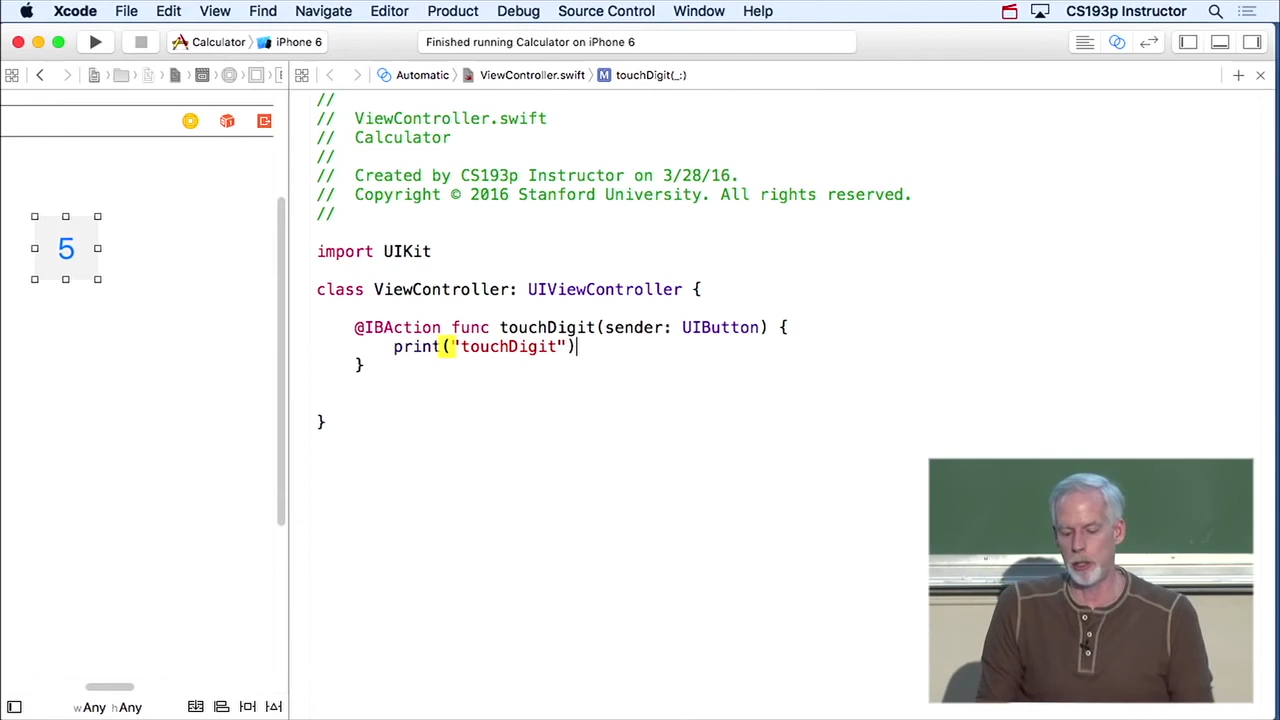 Xcode File Edit View Find Navigate Editor Product Debug Source Control Window Help CS193p Instructor
Calculator iPhone 6 Finished running Calculator on iPhone 6
Automatic ViewController.swift M touchDigit(_:)
//
// ViewController.swift
// Calculator
//
// Created by CS193p Instructor on 3/28/16.
// Copyright © 2016 Stanford University. All rights reserved.
//
import UIKit
class ViewController: UIViewController {
@IBAction func touchDigit(sender: UIButton) {
print("touchDigit")
}
}
5
wAny hAny